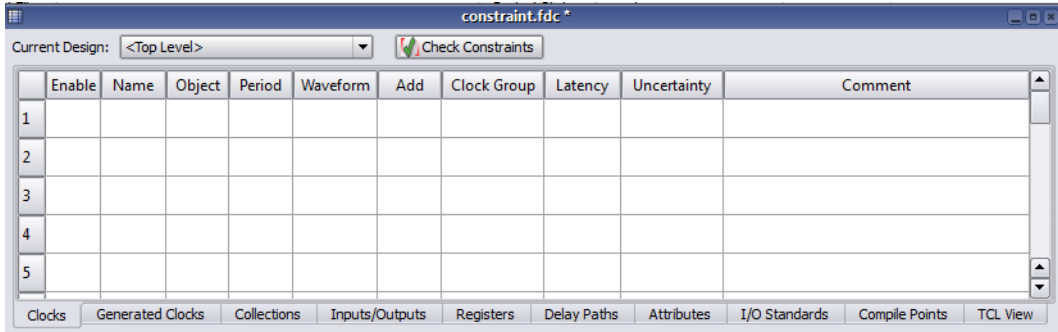 constraint.fdc *
Current Design: <Top Level> Check Constraints
Enable Name Object Period Waveform Add Clock Group Latency Uncertainty Comment
1
2
3
4
5
Clocks Generated Clocks Collections Inputs/Outputs Registers Delay Paths Attributes I/O Standards Compile Points TCL View